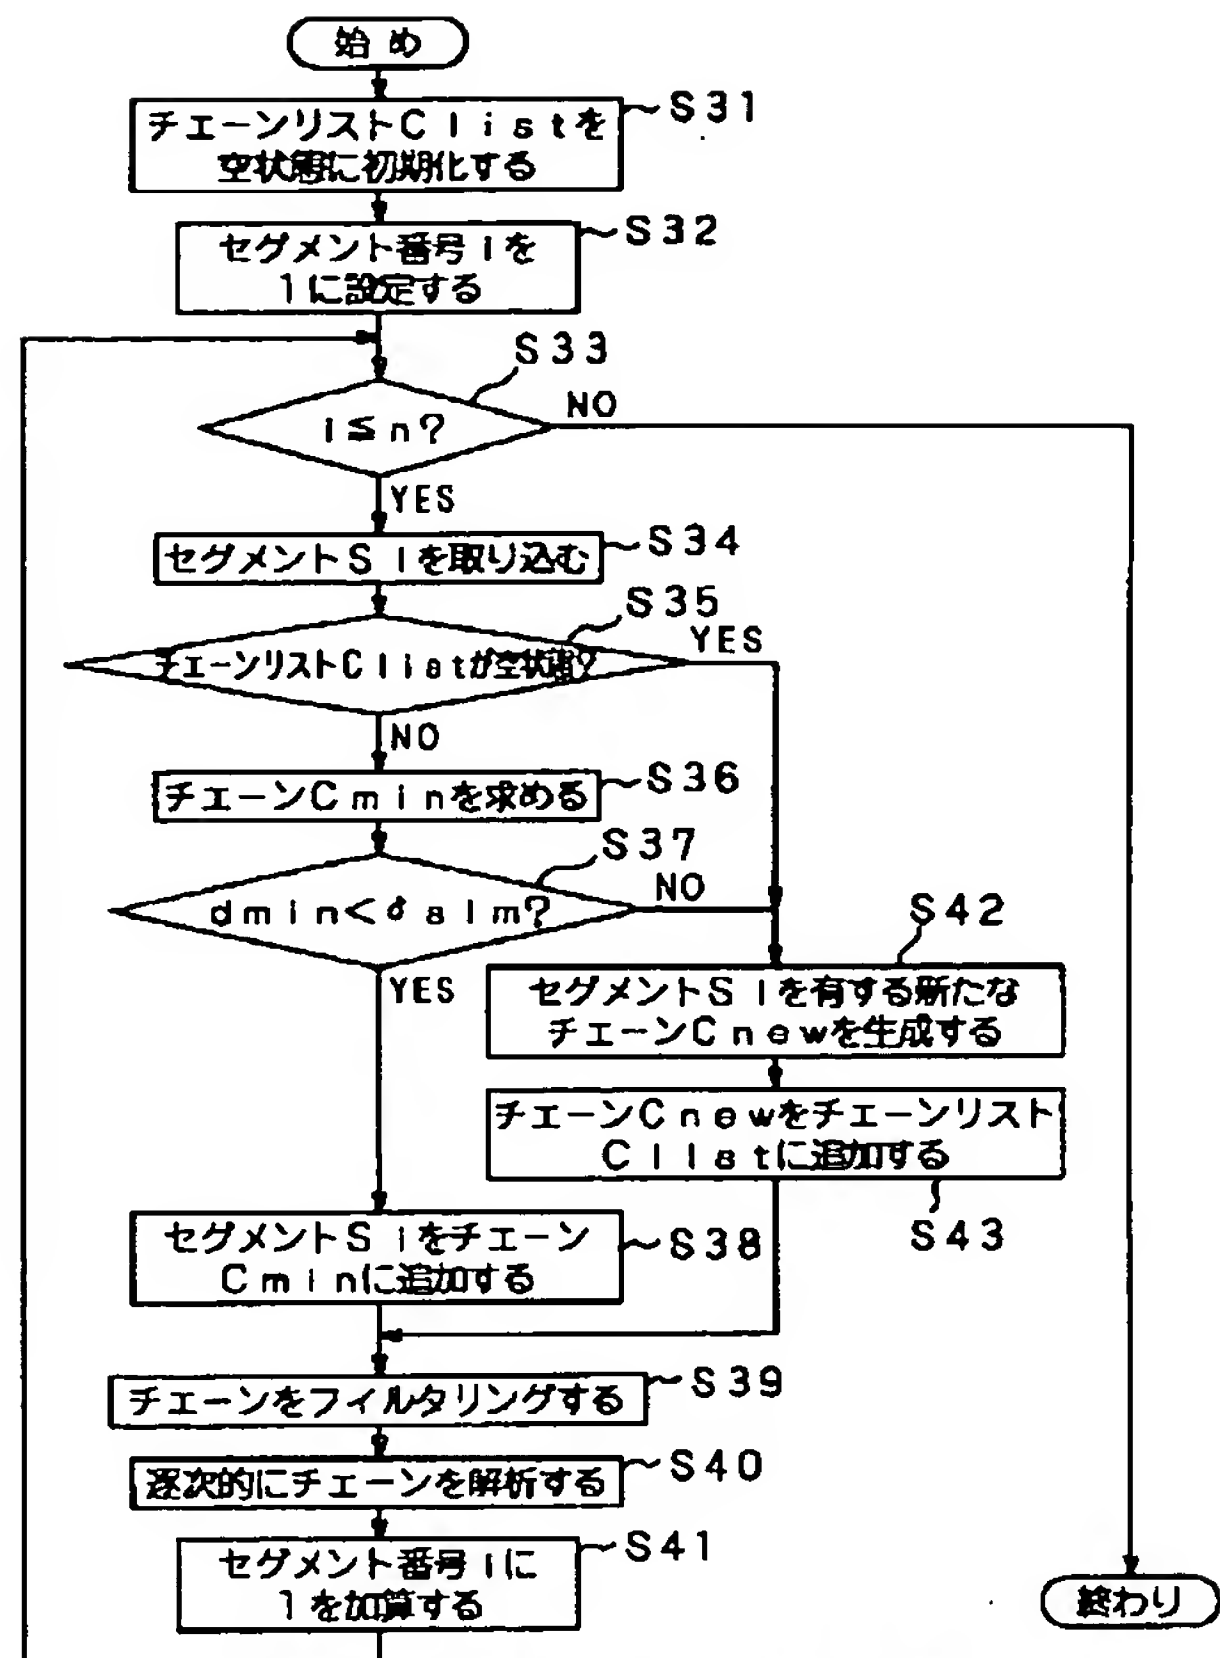 始め
チェーンリストClistを
空状態に初期化する
S31
セグメント番号iを
1に設定する
S32
S33
i≦n?
NO
YES
セグメントSiを取り込む
S34
S35
チェーンリストClistが空状態?
YES
NO
チェーンCminを求める
S36
S37
dmin<δsim?
NO
YES
S42
セグメントSiを有する新たな
チェーンCnewを生成する
チェーンCnewをチェーンリスト
Clistに追加する
S43
セグメントSiをチェーン
Cminに追加する
S38
チェーンをフィルタリングする
S39
逐次的にチェーンを解析する
S40
セグメント番号iに
1を加算する
S41
終わり